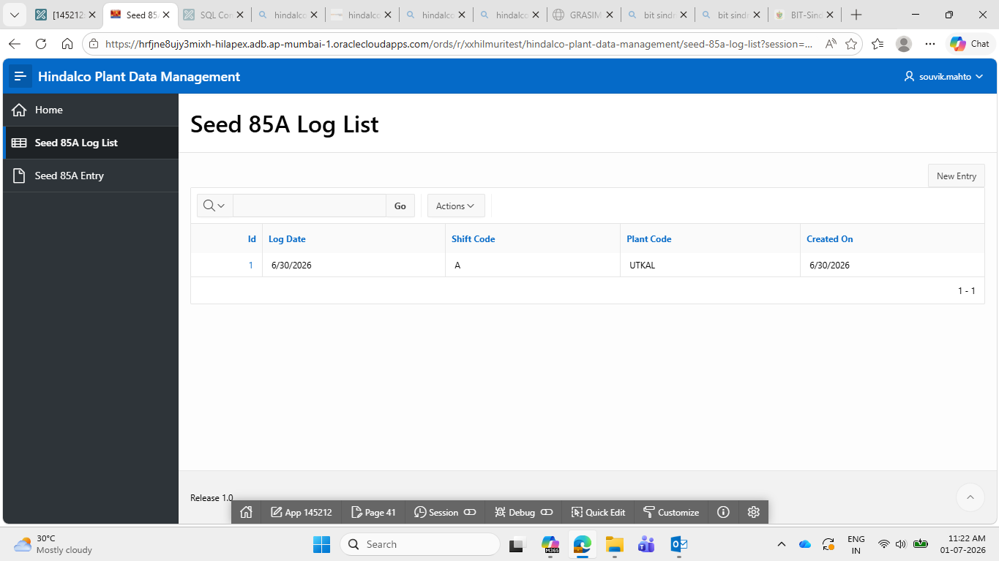 [145212
Seed 85
SQL Con
hindalco
hindalco
hindalco
hindalco
GRASIM
bit sindr
bit sindr
BIT-Sind
https://hrfjne8ujy3mixh-hilapex.adb.ap-mumbai-1.oraclecloudapps.com/ords/r/xxhilmuritest/hindalco-plant-data-management/seed-85a-log-list?session=...
Chat
Hindalco Plant Data Management
souvik.mahto
Home
Seed 85A Log List
Seed 85A Entry
Seed 85A Log List
New Entry
Go
Actions
Id Log Date Shift Code Plant Code Created On
1 6/30/2026 A UTKAL 6/30/2026
1 - 1
Release 1.0
App 145212 Page 41 Session Debug Quick Edit Customize
30°C
Mostly cloudy
Search
M365
ENG
IN
11:22 AM
01-07-2026